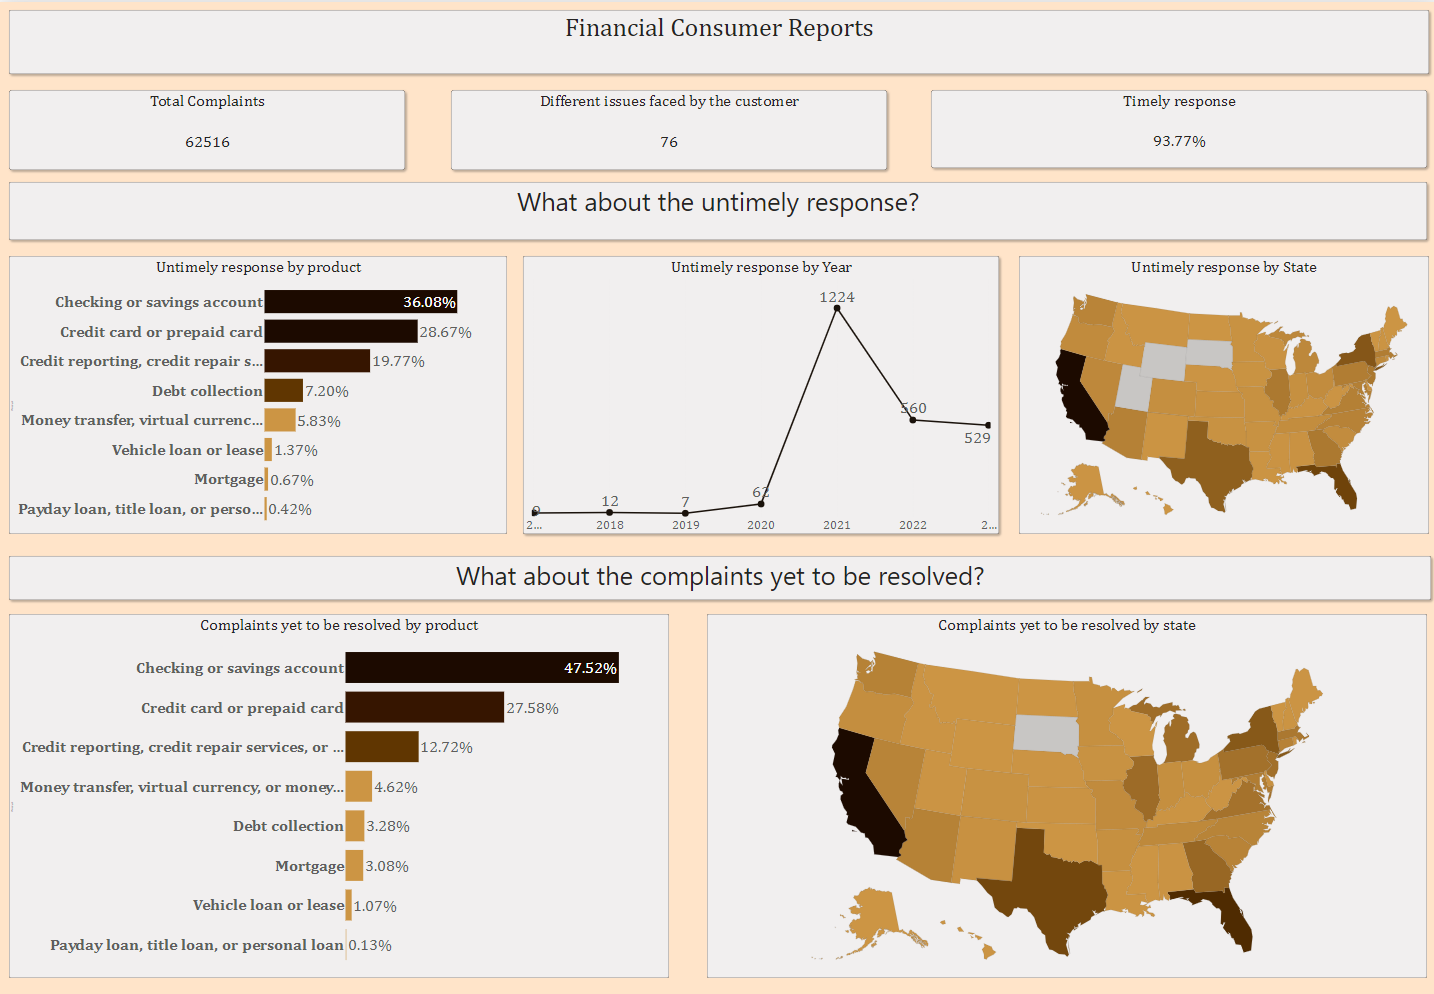 Financial Consumer Reports
Total Complaints
62516
Different issues faced by the customer
76
Timely response
93.77%
What about the untimely response?
Untimely response by product
Checking or savings account 36.08%
Credit card or prepaid card 28.67%
Credit reporting, credit repair s... 19.77%
Debt collection 7.20%
Money transfer, virtual currenc... 5.83%
Vehicle loan or lease 1.37%
Mortgage 0.67%
Payday loan, title loan, or perso... 0.42%
Untimely response by Year
1224
560
529
62
9 12 7
2... 2018 2019 2020 2021 2022 2...
Untimely response by State
What about the complaints yet to be resolved?
Complaints yet to be resolved by product
Checking or savings account 47.52%
Credit card or prepaid card 27.58%
Credit reporting, credit repair services, or ... 12.72%
Money transfer, virtual currency, or money... 4.62%
Debt collection 3.28%
Mortgage 3.08%
Vehicle loan or lease 1.07%
Payday loan, title loan, or personal loan 0.13%
Complaints yet to be resolved by state